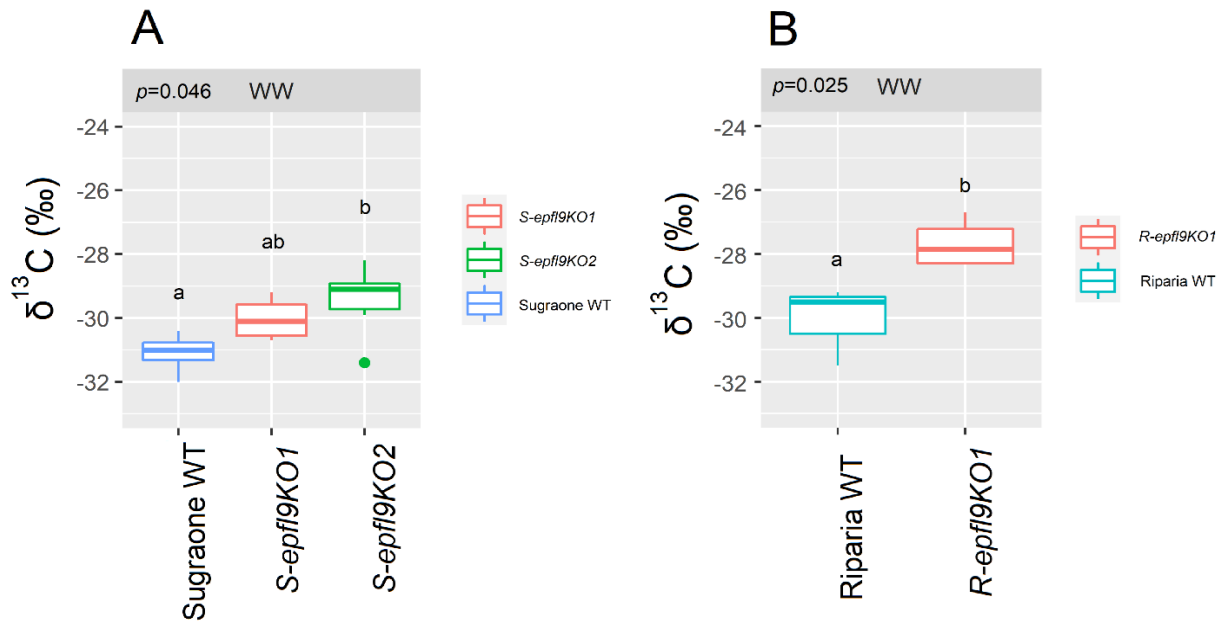 A
p=0.046 WW
δ¹³C (‰)
-24
-26
-28
-30
-32
a
ab
b
Sugraone WT
S-epfl9KO1
S-epfl9KO2
S-epfl9KO1
S-epfl9KO2
Sugraone WT
B
p=0.025 WW
δ¹³C (‰)
-24
-26
-28
-30
-32
a
b
Riparia WT
R-epfl9KO1
R-epfl9KO1
Riparia WT